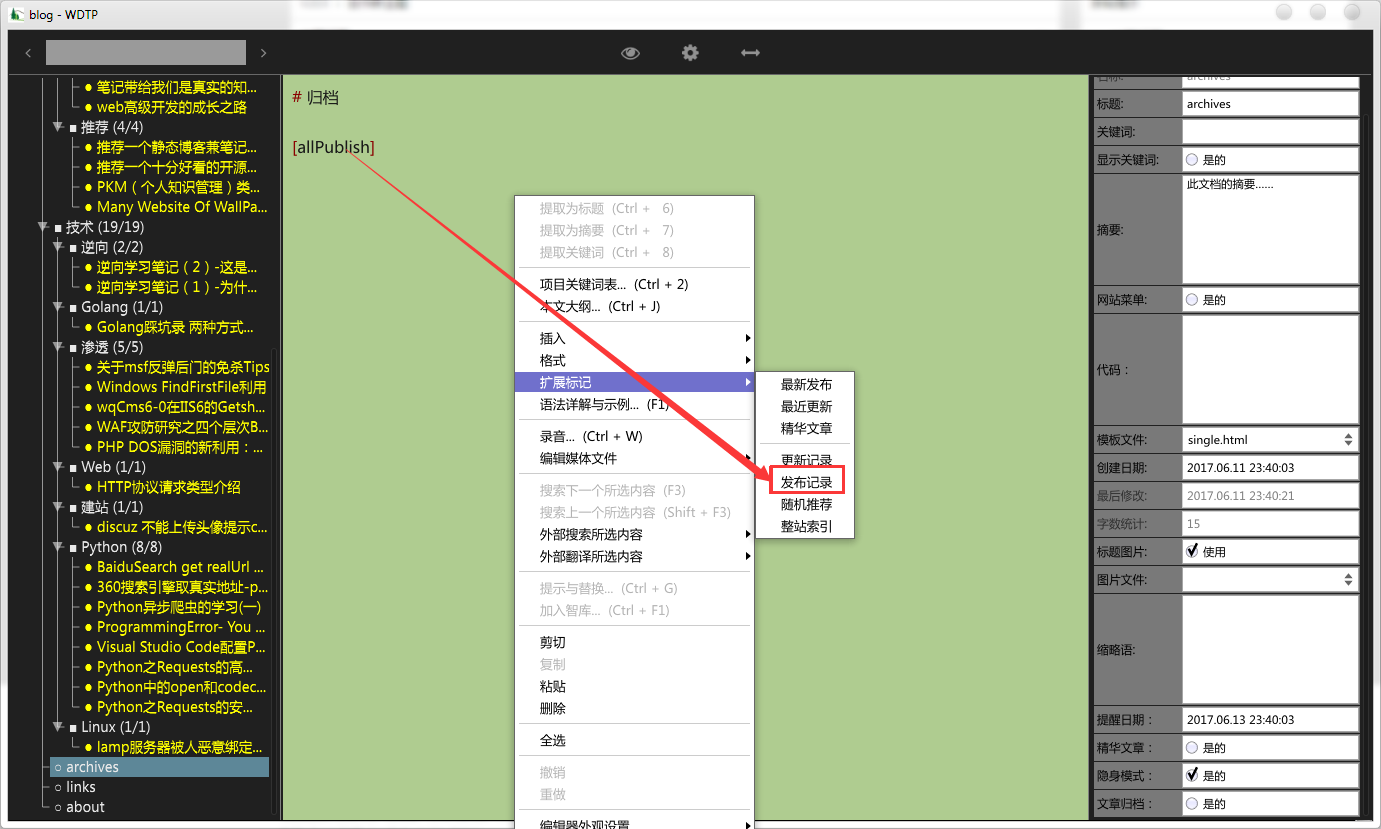 blog - WDTP
笔记带给我们是真实的知...
web高级开发的成长之路
推荐 (4/4)
推荐一个静态博客兼笔记...
推荐一个十分好看的开源...
PKM（个人知识管理）类...
Many Website Of WallPa...
技术 (19/19)
逆向 (2/2)
逆向学习笔记（2）-这是...
逆向学习笔记（1）-为什...
Golang (1/1)
Golang踩坑录 两种方式...
渗透 (5/5)
关于msf反弹后门的免杀Tips
Windows FindFirstFile利用
wqCms6-0在IIS6的Getsh...
WAF攻防研究之四个层次B...
PHP DOS漏洞的新利用：...
Web (1/1)
HTTP协议请求类型介绍
建站 (1/1)
discuz 不能上传头像提示c...
Python (8/8)
BaiduSearch get realUrl ...
360搜索引擎取真实地址-p...
Python异步爬虫的学习(一)
ProgrammingError- You ...
Visual Studio Code配置P...
Python之Requests的高...
Python中的open和codec...
Python之Requests的安...
Linux (1/1)
lamp服务器被人恶意绑定...
archives
links
about
# 归档
[allPublish]
提取为标题 (Ctrl + 6)
提取为摘要 (Ctrl + 7)
提取关键词 (Ctrl + 8)
项目关键词表... (Ctrl + 2)
本文大纲... (Ctrl + J)
插入
格式
扩展标记
语法详解与示例... (F1)
录音... (Ctrl + W)
编辑媒体文件
搜索下一个所选内容 (F3)
搜索上一个所选内容 (Shift + F3)
外部搜索所选内容
外部翻译所选内容
提示与替换... (Ctrl + G)
加入智库... (Ctrl + F1)
剪切
复制
粘贴
删除
全选
撤销
重做
编辑器外观设置
最新发布
最近更新
精华文章
更新记录
发布记录
随机推荐
整站索引
名称: archives
标题: archives
关键词:
显示关键词: 是的
摘要: 此文档的摘要......
网站菜单: 是的
代码：
模板文件: single.html
创建日期: 2017.06.11 23:40:03
最后修改: 2017.06.11 23:40:21
字数统计: 15
标题图片: 使用
图片文件:
缩略语:
提醒日期： 2017.06.13 23:40:03
精华文章： 是的
隐身模式： 是的
文章归档： 是的